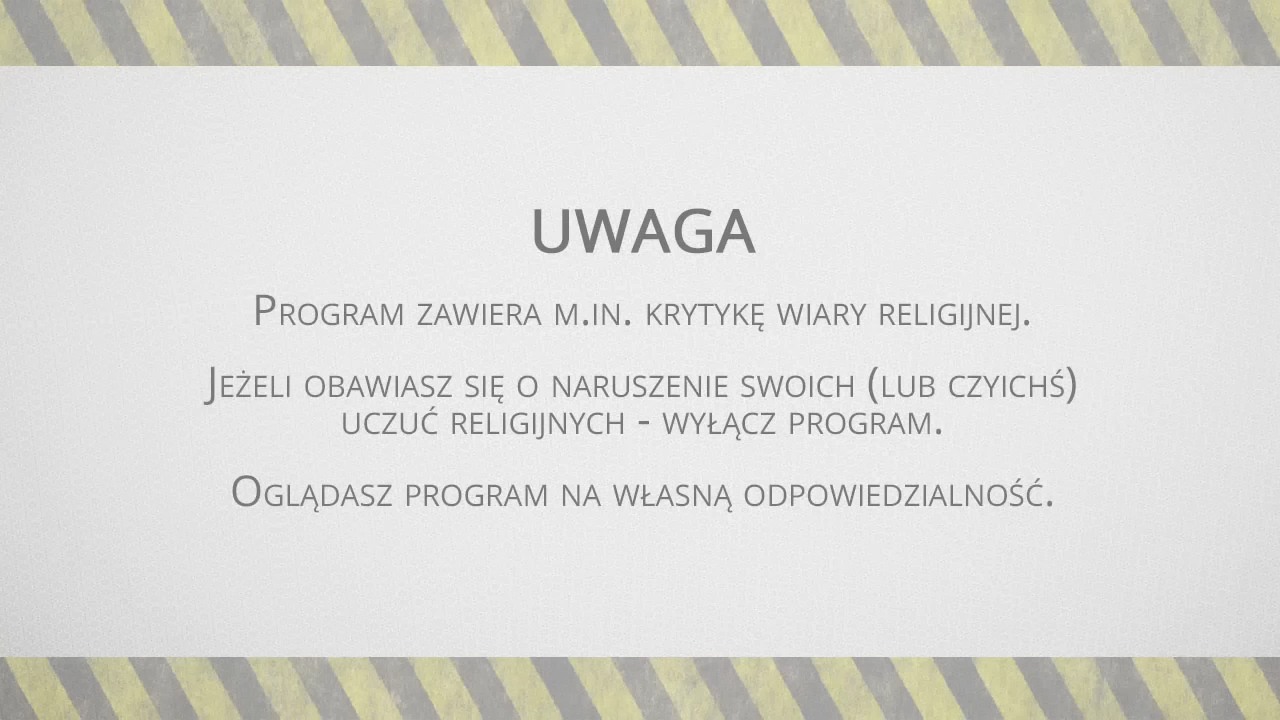 UWAGA
Program zawiera m.in. krytykę wiary religijnej.
Jeżeli obawiasz się o naruszenie swoich (lub czyichś)
uczuć religijnych - wyłącz program.
Oglądasz program na własną odpowiedzialność.